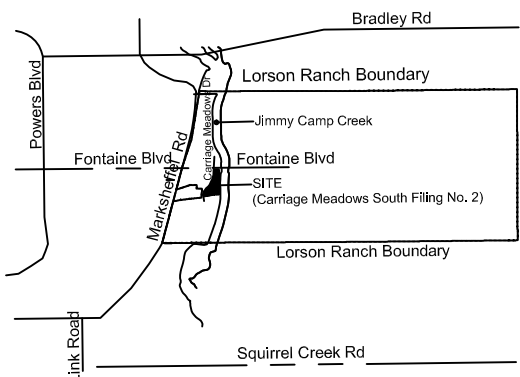 Bradley Rd
Lorson Ranch Boundary
Powers Blvd
Carriage Meadows Dr
Jimmy Camp Creek
Marksheffel Rd
Fontaine Blvd
Fontaine Blvd
SITE
(Carriage Meadows South Filing No. 2)
Lorson Ranch Boundary
Link Road
Squirrel Creek Rd